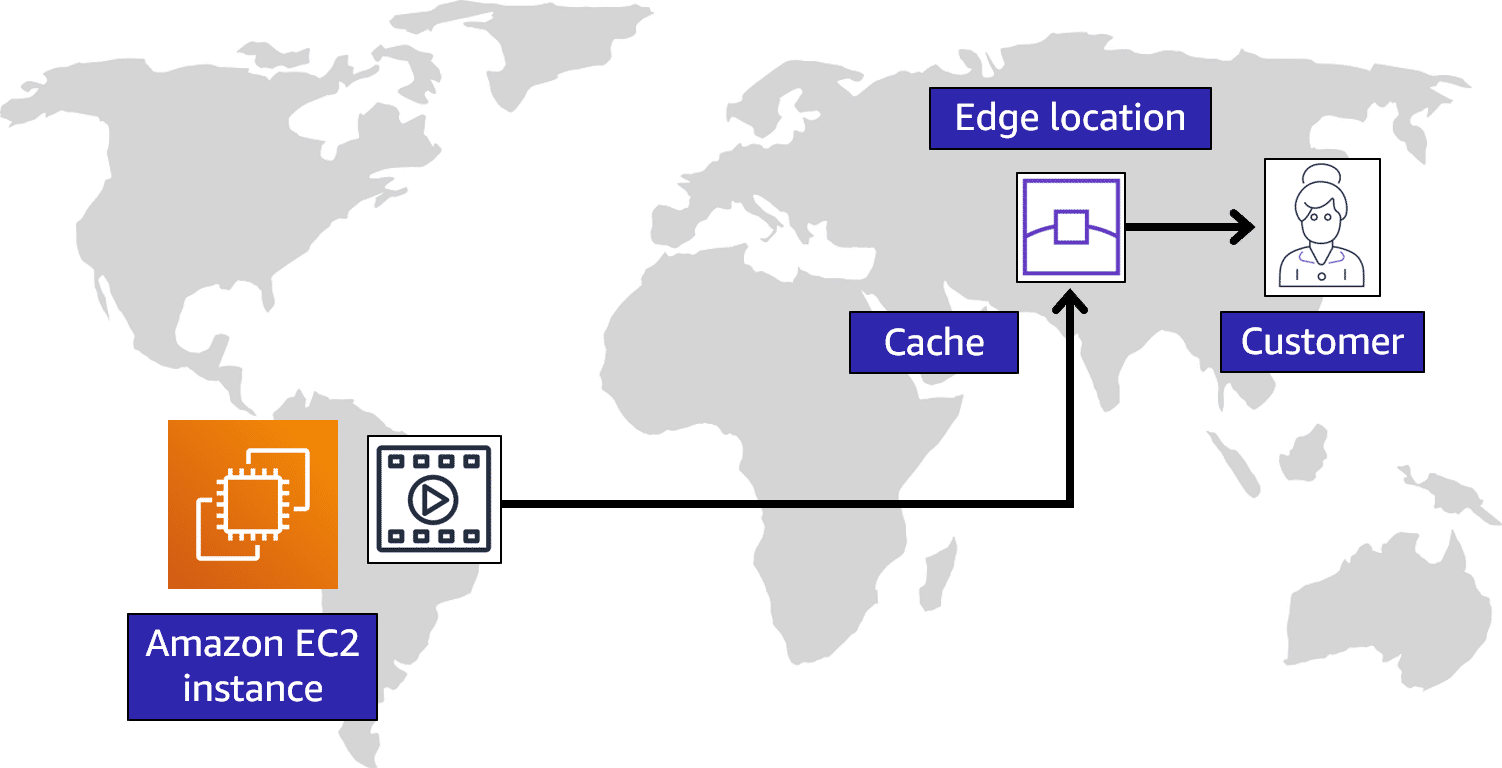 Edge location
Cache
Customer
Amazon EC2
instance